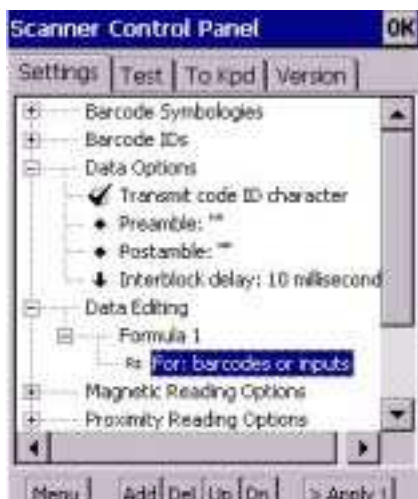 Scanner Control Panel OK
Settings Test To Kpd Version
Barcode Symbologies
Barcode IDs
Data Options
Transmit code ID character
Preamble: ""
Postamble: ""
Interblock delay: 10 millisecond
Data Editing
Formula 1
For: barcodes or inputs
Magnetic Reading Options
Proximity Reading Options
Menu Add Del Up Dn > Apply !